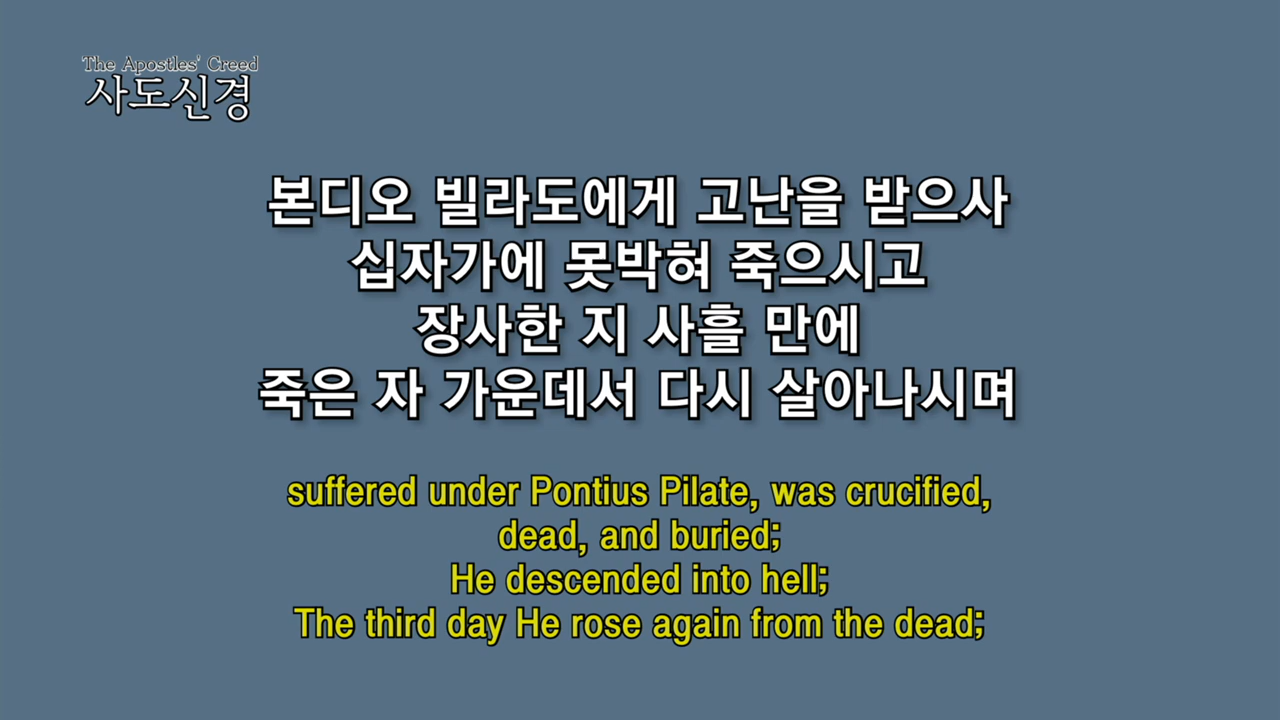 The Apostles' Creed
사도신경
본디오 빌라도에게 고난을 받으사
십자가에 못박혀 죽으시고
장사한 지 사흘 만에
죽은 자 가운데서 다시 살아나시며
suffered under Pontius Pilate, was crucified,
dead, and buried;
He descended into hell;
The third day He rose again from the dead;